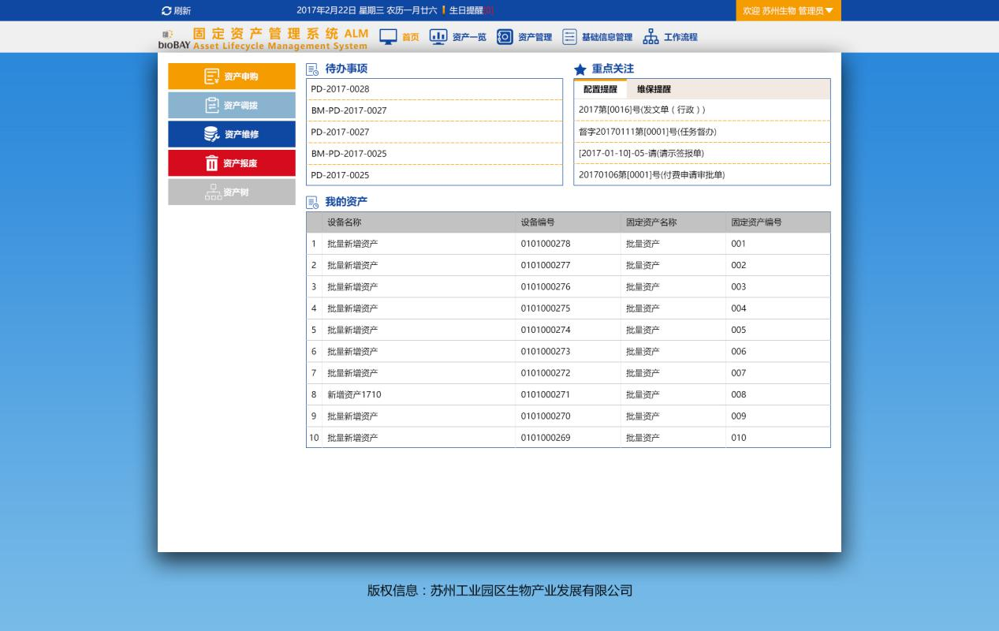 刷新 2017年2月22日 星期三 农历一月廿六 生日提醒[0] 欢迎 苏州生物 管理员
bioBAY 固定资产管理系统 ALM
Asset Lifecycle Management System
首页 资产一览 资产管理 基础信息管理 工作流程
资产申购
资产调拨
资产维修
资产报废
资产树
待办事项
PD-2017-0028
BM-PD-2017-0027
PD-2017-0027
BM-PD-2017-0025
PD-2017-0025
重点关注
配置提醒 维保提醒
2017第[0016]号(发文单（行政）)
督字20170111第[0001]号(任务督办)
[2017-01-10]-05-请(请示签报单)
20170106第[0001]号(付费申请审批单)
我的资产
设备名称 设备编号 固定资产名称 固定资产编号
1 批量新增资产 0101000278 批量资产 001
2 批量新增资产 0101000277 批量资产 002
3 批量新增资产 0101000276 批量资产 003
4 批量新增资产 0101000275 批量资产 004
5 批量新增资产 0101000274 批量资产 005
6 批量新增资产 0101000273 批量资产 006
7 批量新增资产 0101000272 批量资产 007
8 新增资产1710 0101000271 批量资产 008
9 批量新增资产 0101000270 批量资产 009
10 批量新增资产 0101000269 批量资产 010
版权信息：苏州工业园区生物产业发展有限公司